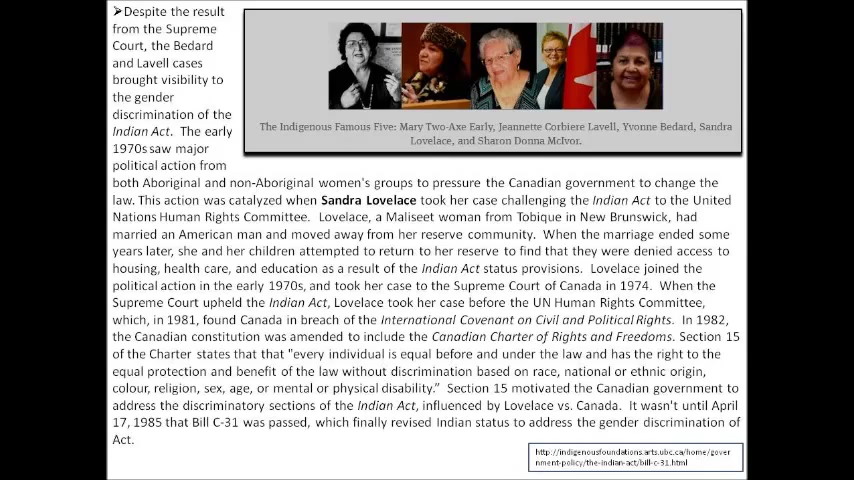 ➢Despite the result
from the Supreme
Court, the Bedard
and Lavell cases
brought visibility to
the gender
discrimination of the
Indian Act. The early
1970s saw major
political action from
The Indigenous Famous Five: Mary Two-Axe Early, Jeannette Corbiere Lavell, Yvonne Bedard, Sandra
Lovelace, and Sharon Donna McIvor.
both Aboriginal and non-Aboriginal women's groups to pressure the Canadian government to change the
law. This action was catalyzed when Sandra Lovelace took her case challenging the Indian Act to the United
Nations Human Rights Committee. Lovelace, a Maliseet woman from Tobique in New Brunswick, had
married an American man and moved away from her reserve community. When the marriage ended some
years later, she and her children attempted to return to her reserve to find that they were denied access to
housing, health care, and education as a result of the Indian Act status provisions. Lovelace joined the
political action in the early 1970s, and took her case to the Supreme Court of Canada in 1974. When the
Supreme Court upheld the Indian Act, Lovelace took her case before the UN Human Rights Committee,
which, in 1981, found Canada in breach of the International Covenant on Civil and Political Rights. In 1982,
the Canadian constitution was amended to include the Canadian Charter of Rights and Freedoms. Section 15
of the Charter states that that "every individual is equal before and under the law and has the right to the
equal protection and benefit of the law without discrimination based on race, national or ethnic origin,
colour, religion, sex, age, or mental or physical disability.” Section 15 motivated the Canadian government to
address the discriminatory sections of the Indian Act, influenced by Lovelace vs. Canada. It wasn't until April
17, 1985 that Bill C-31 was passed, which finally revised Indian status to address the gender discrimination of
Act.
http://indigenousfoundations.arts.ubc.ca/home/gover
nment-policy/the-indian-act/bill-c-31.html